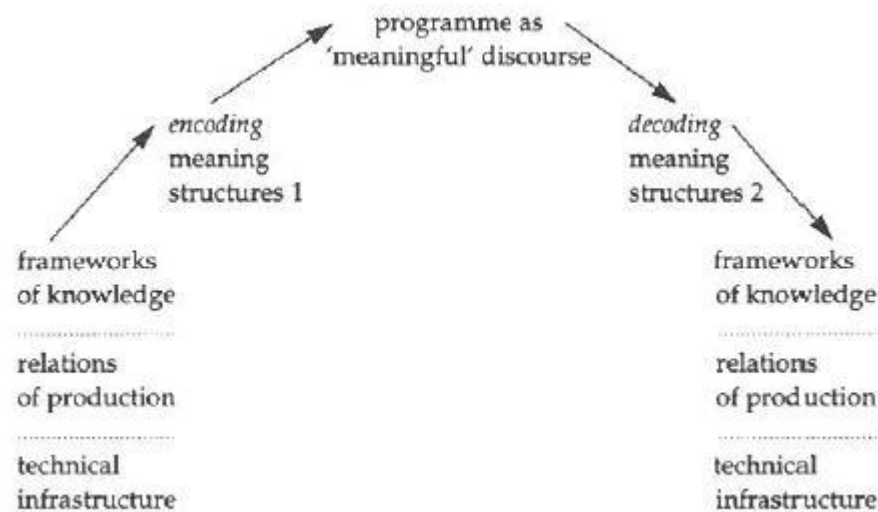 programme as
‘meaningful’ discourse
encoding
meaning
structures 1
decoding
meaning
structures 2
frameworks
of knowledge
relations
of production
technical
infrastructure
frameworks
of knowledge
relations
of production
technical
infrastructure